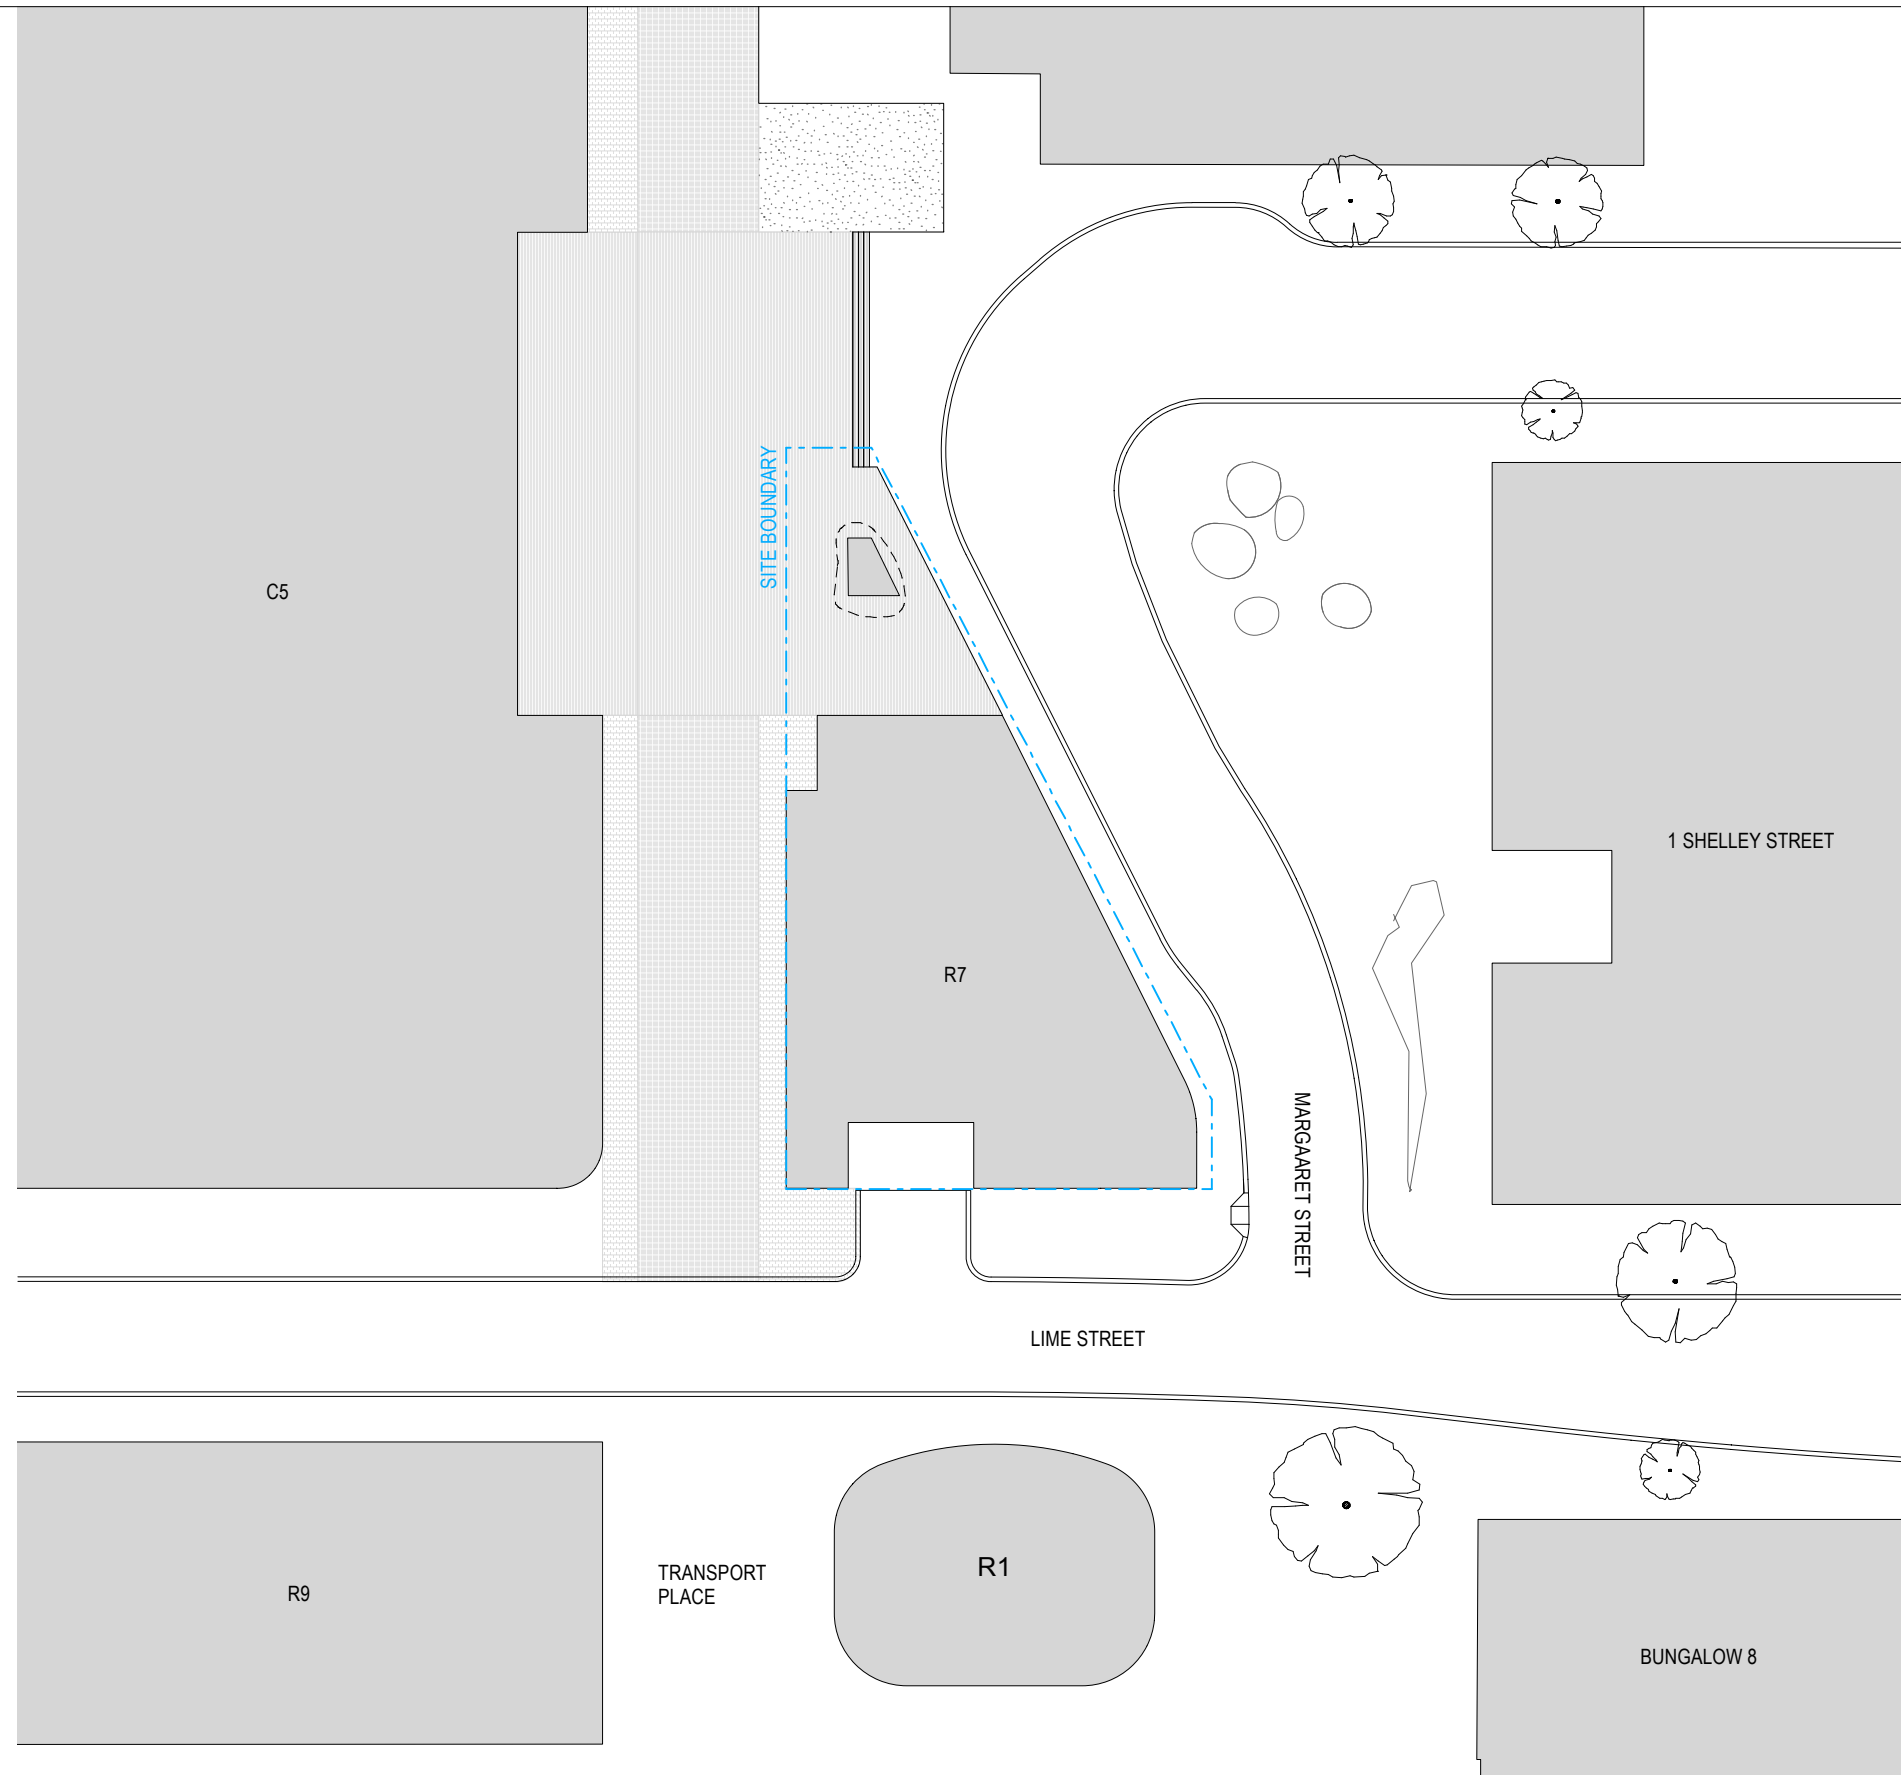 SITE BOUNDARY
C5
1 SHELLEY STREET
R7
MARGAARET STREET
LIME STREET
R1
TRANSPORT
PLACE
R9
BUNGALOW 8